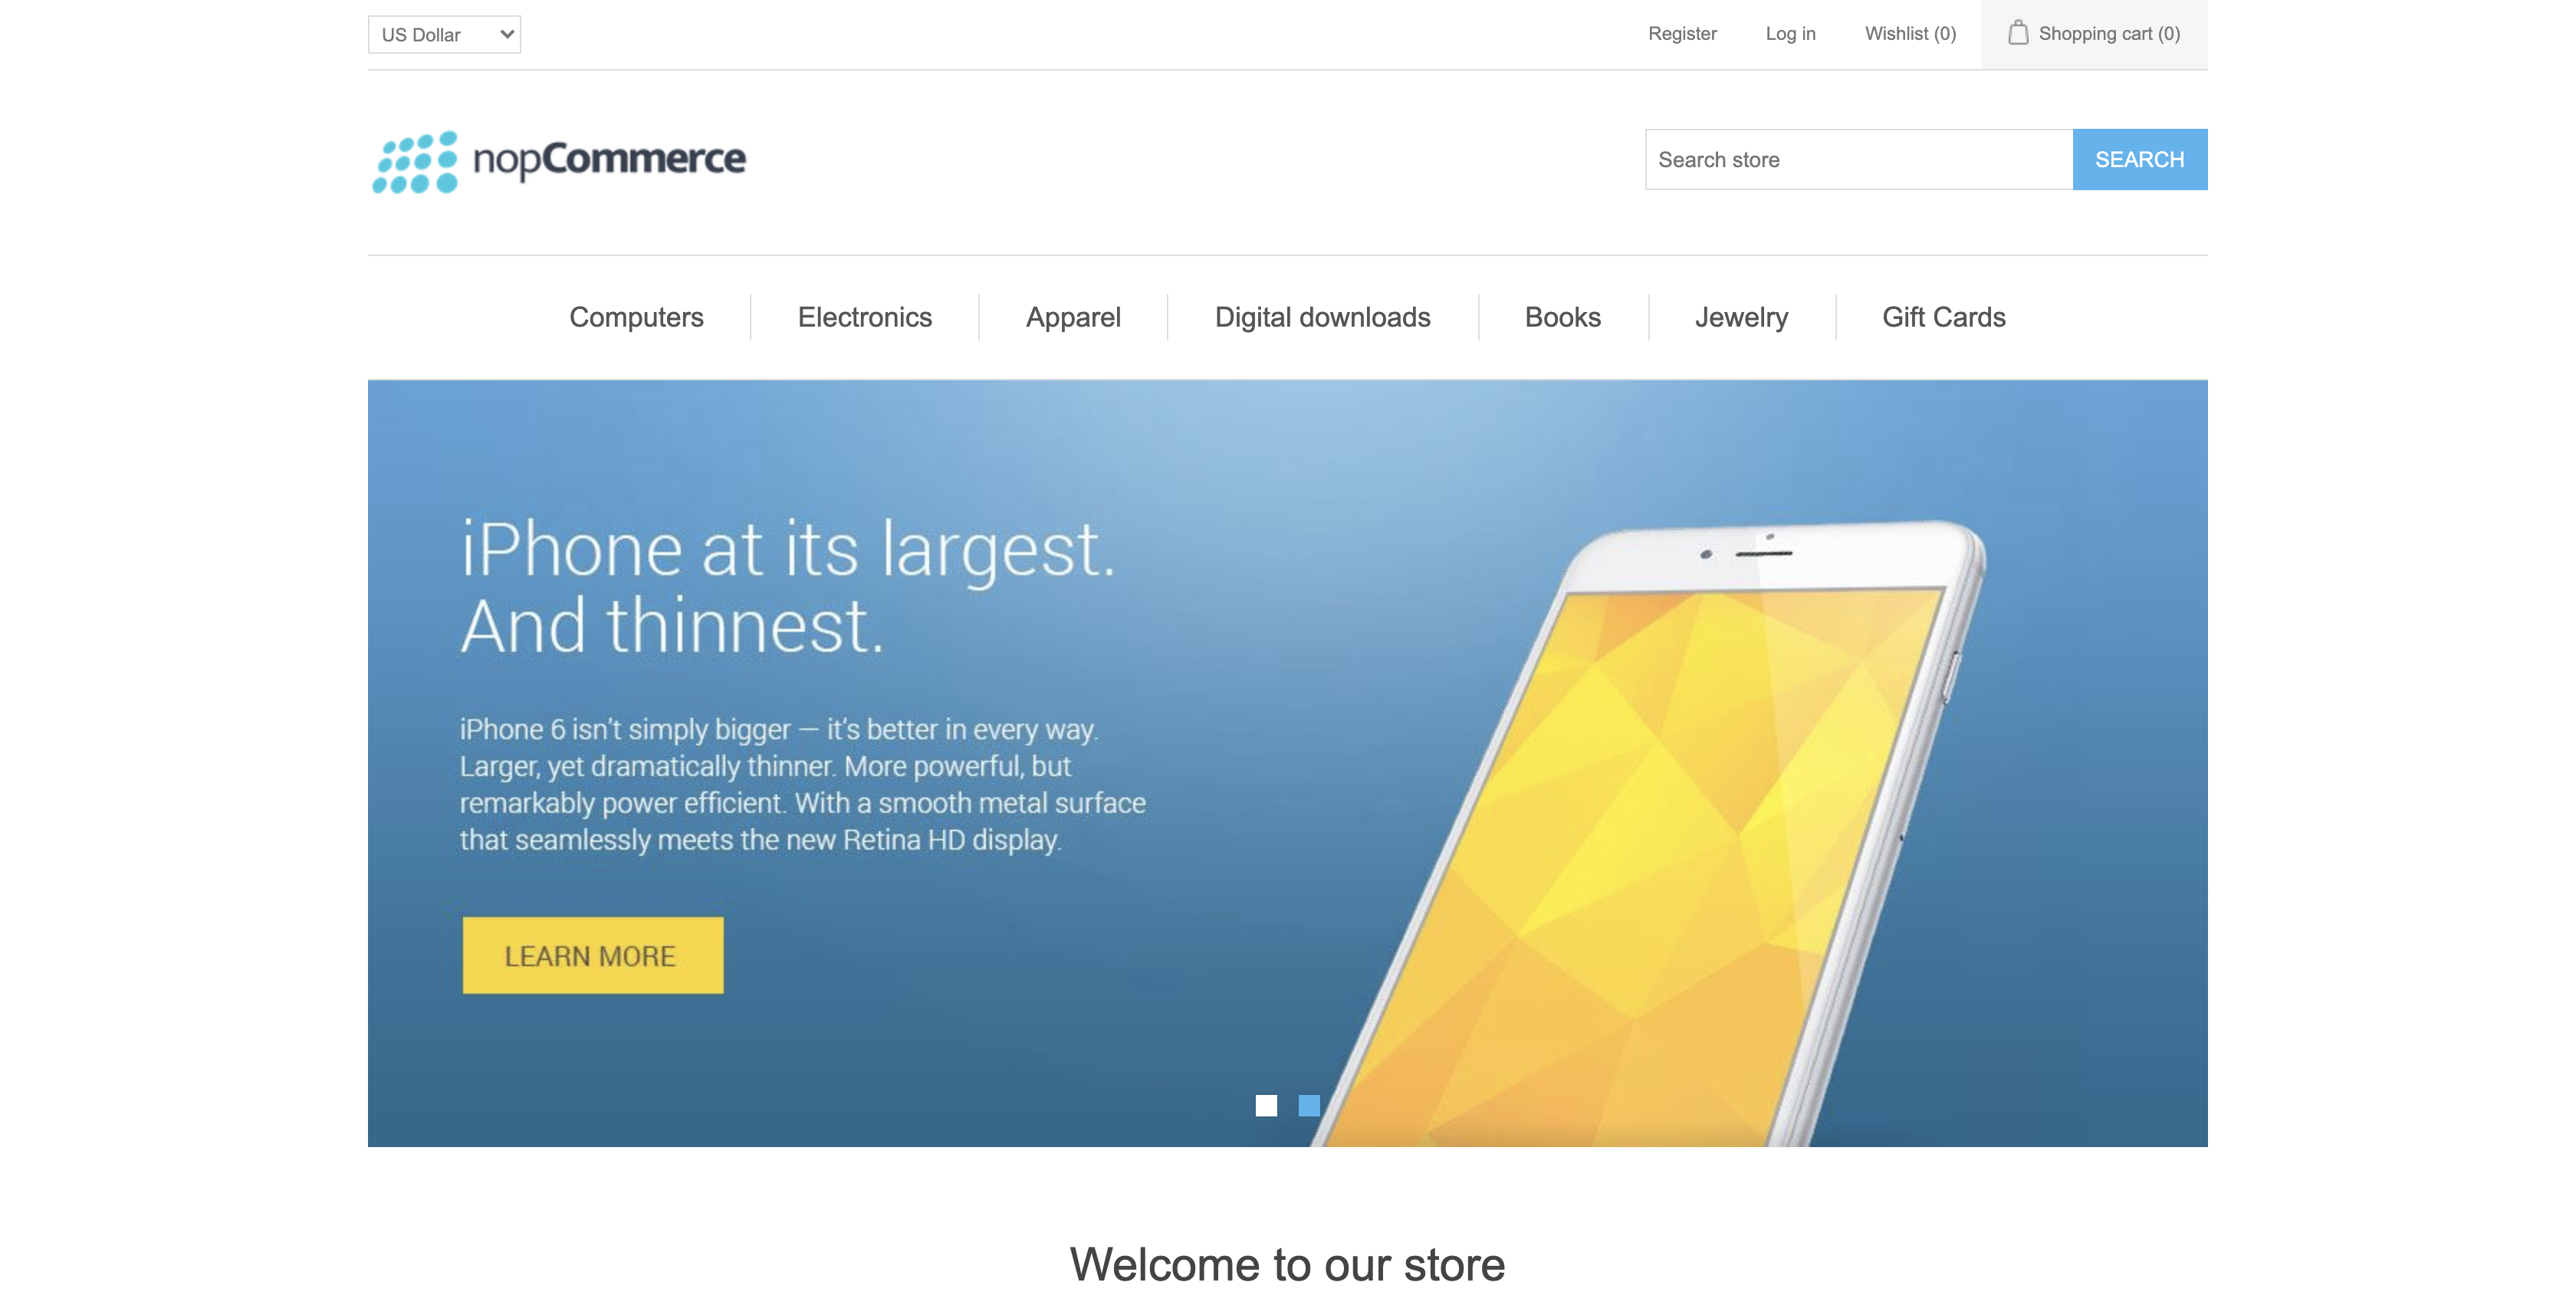 US Dollar
Register
Log in
Wishlist (0)
Shopping cart (0)
nopCommerce
Search store
SEARCH
Computers
Electronics
Apparel
Digital downloads
Books
Jewelry
Gift Cards
iPhone at its largest.
And thinnest.
iPhone 6 isn’t simply bigger — it’s better in every way.
Larger, yet dramatically thinner. More powerful, but
remarkably power efficient. With a smooth metal surface
that seamlessly meets the new Retina HD display.
LEARN MORE
Welcome to our store